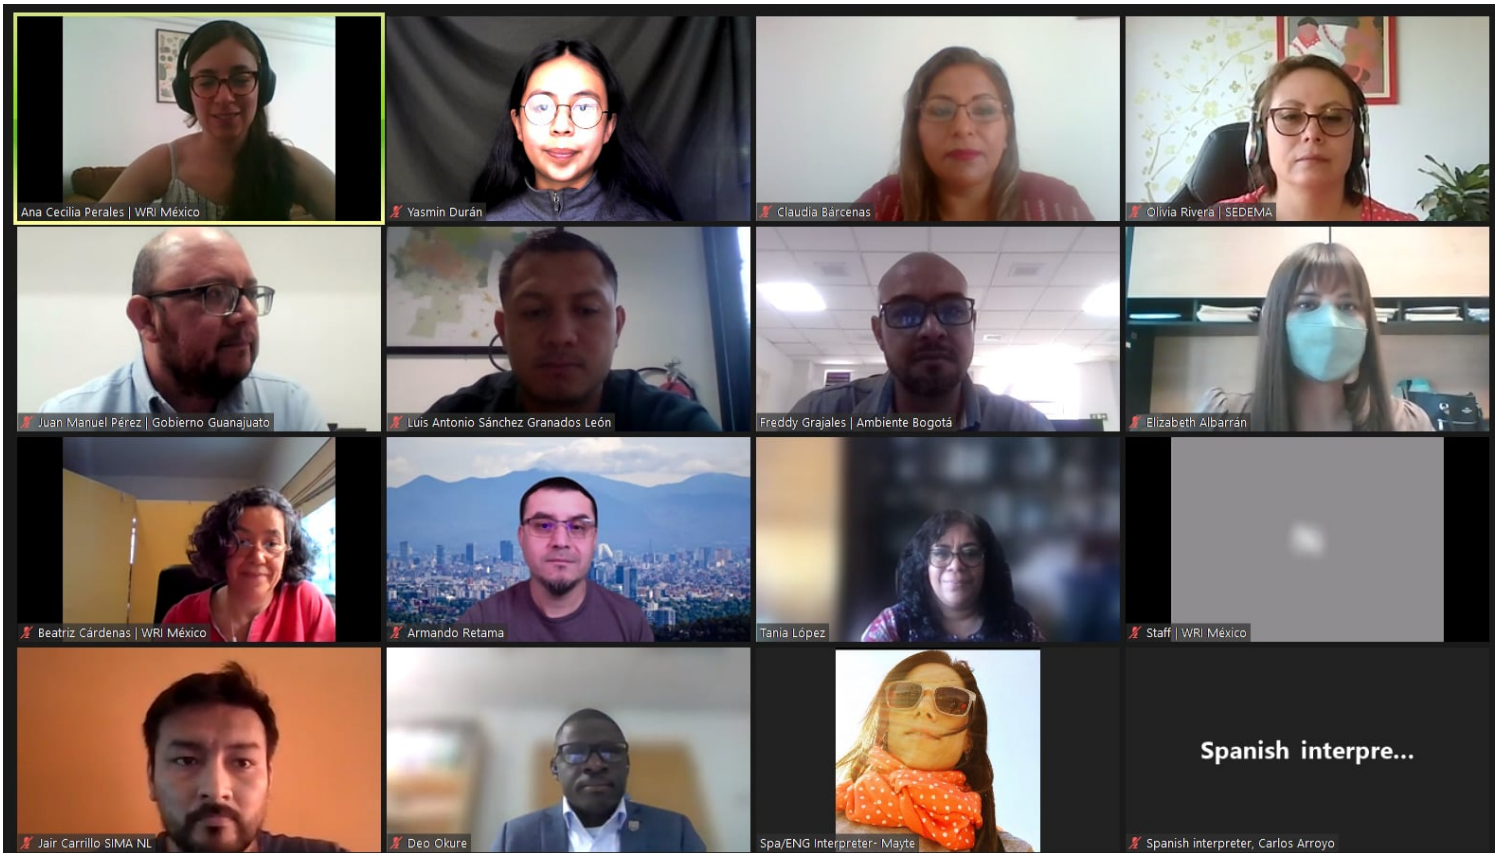 Ana Cecilia Perales | WRI México
Yasmin Durán
Claudia Bárcenas
Olivia Rivera | SEDEMA
Juan Manuel Pérez | Gobierno Guanajuato
Luis Antonio Sánchez Granados León
Freddy Grajales | Ambiente Bogotá
Elizabeth Albarrán
Beatriz Cárdenas | WRI México
Armando Retama
Tania López
Staff | WRI México
Jair Carrillo SIMA NL
Deo Okure
Spa/ENG Interpreter- Mayte
Spanish interpre...
Spanish interpreter, Carlos Arroyo